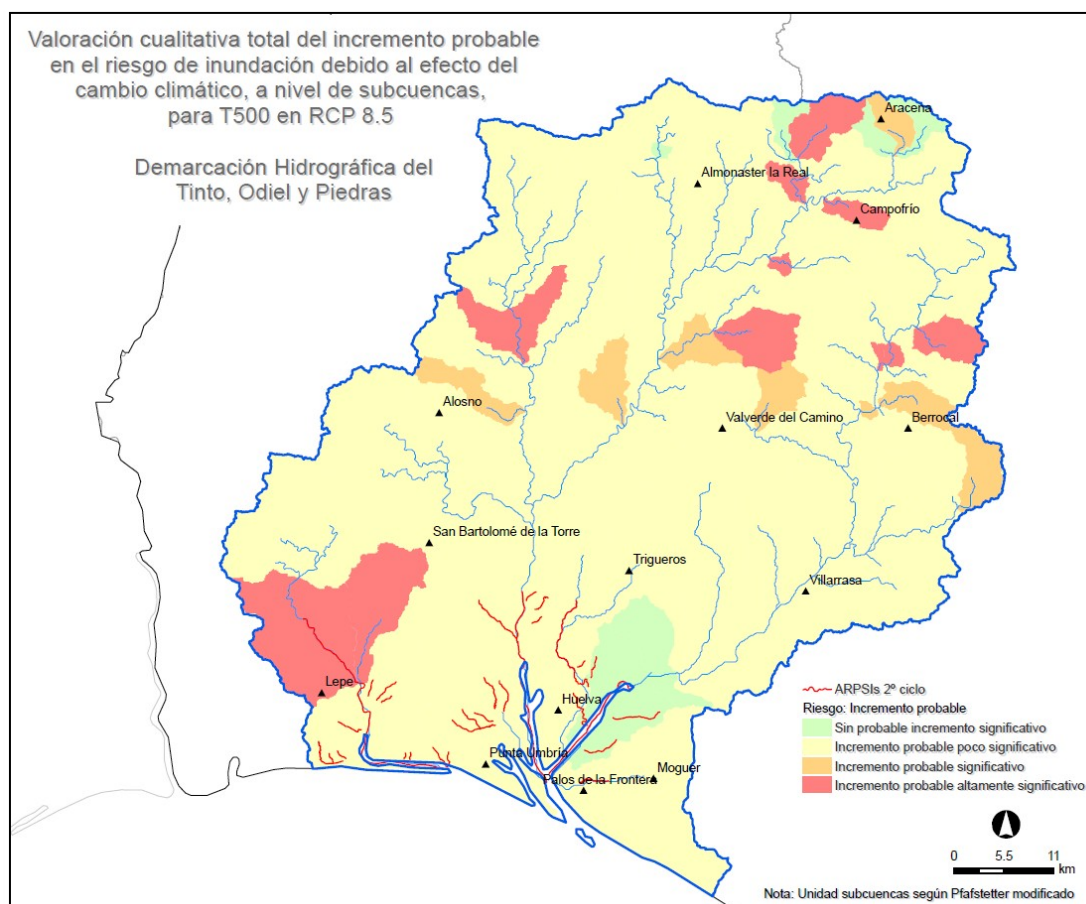 Valoración cualitativa total del incremento probable
en el riesgo de inundación debido al efecto del
cambio climático, a nivel de subcuencas,
para T500 en RCP 8.5
Demarcación Hidrográfica del
Tinto, Odiel y Piedras
Aracena
Almonaster la Real
Campofrío
Alosno
Valverde del Camino
Berrocal
San Bartolomé de la Torre
Trigueros
Villarrasa
Lepe
Huelva
Punta Umbría
Moguer
Palos de la Frontera
ARPSIs 2º ciclo
Riesgo: Incremento probable
Sin probable incremento significativo
Incremento probable poco significativo
Incremento probable significativo
Incremento probable altamente significativo
0 5.5 11
km
Nota: Unidad subcuencas según Pfafstetter modificado